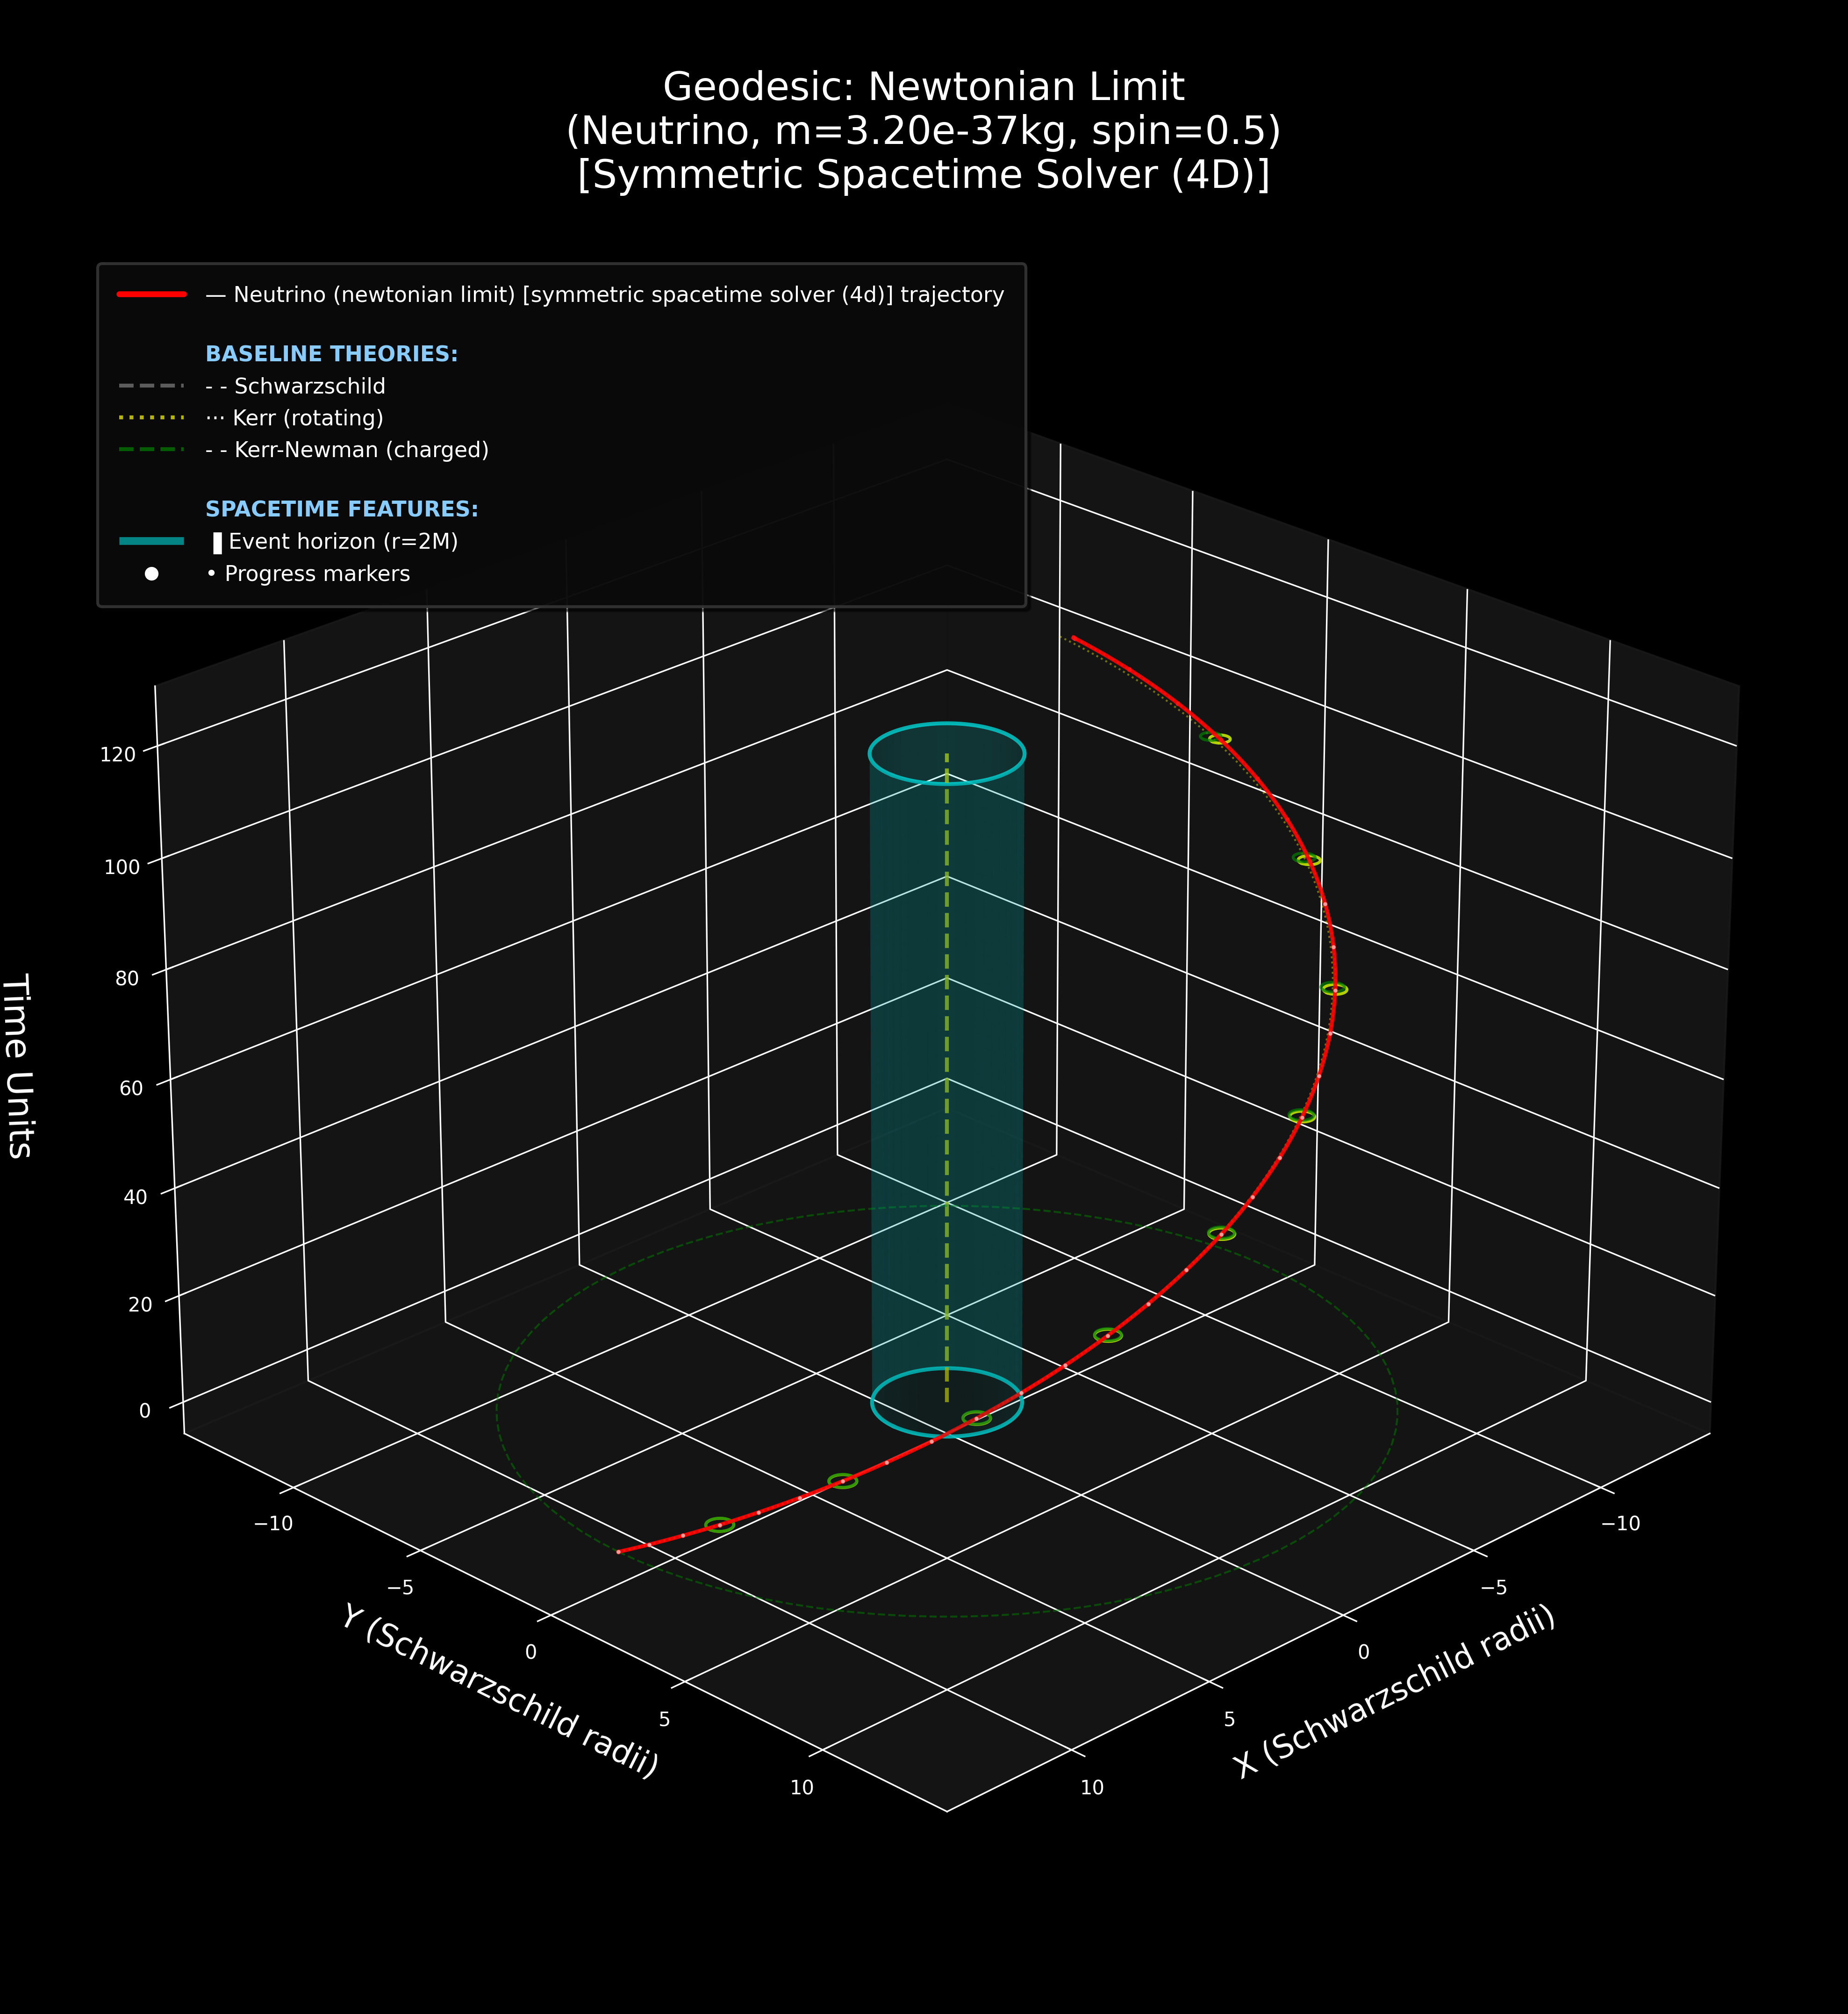 Geodesic: Newtonian Limit
(Neutrino, m=3.20e-37kg, spin=0.5)
[Symmetric Spacetime Solver (4D)]
— Neutrino (newtonian limit) [symmetric spacetime solver (4d)] trajectory
BASELINE THEORIES:
- - Schwarzschild
··· Kerr (rotating)
- - Kerr-Newman (charged)
SPACETIME FEATURES:
▌Event horizon (r=2M)
• Progress markers
120
100
80
60
40
20
0
Time Units
−10
−5
0
5
10
Y (Schwarzschild radii)
−10
−5
0
5
10
X (Schwarzschild radii)